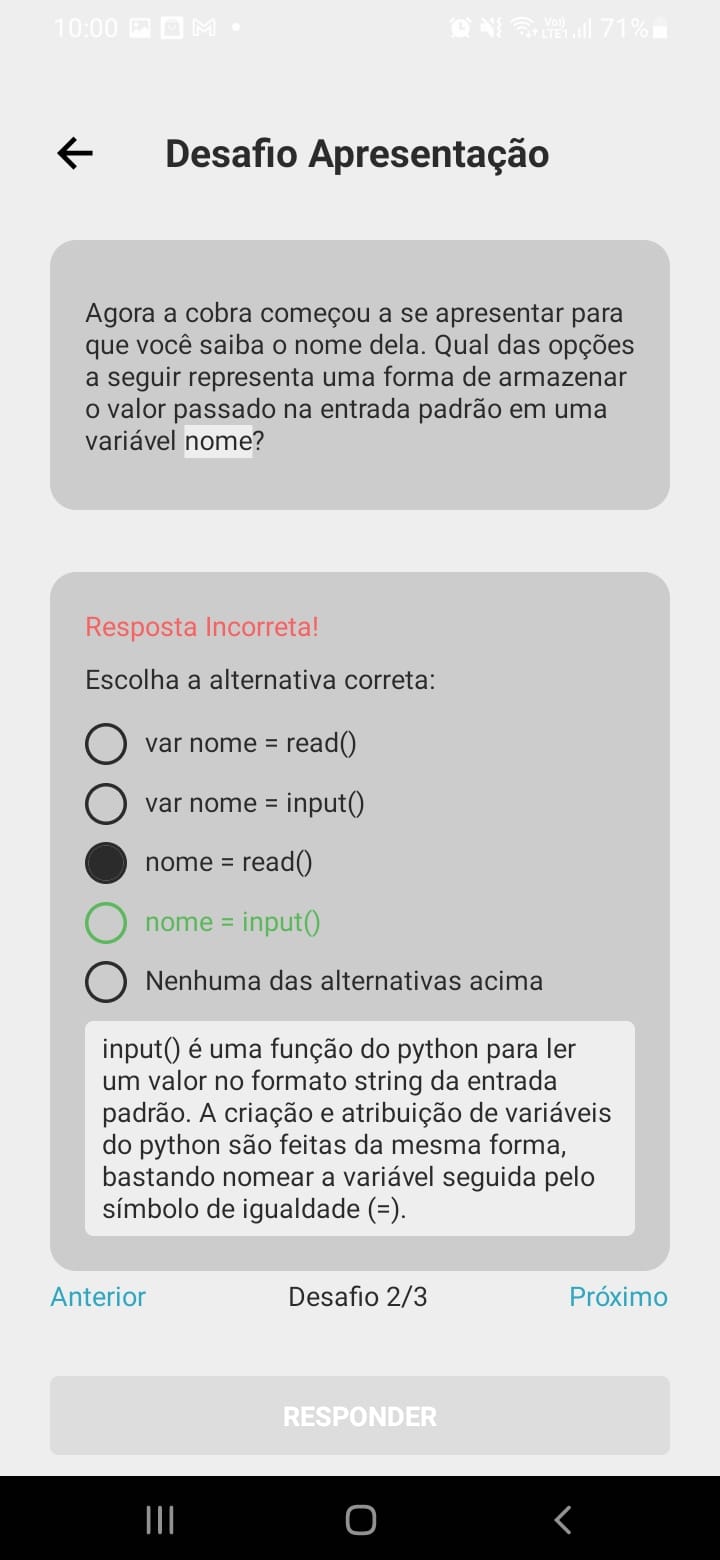 10:00
Vo)) LTE1 71%
Desafio Apresentação
Agora a cobra começou a se apresentar para
que você saiba o nome dela. Qual das opções
a seguir representa uma forma de armazenar
o valor passado na entrada padrão em uma
variável nome?
Resposta Incorreta!
Escolha a alternativa correta:
var nome = read()
var nome = input()
nome = read()
nome = input()
Nenhuma das alternativas acima
input() é uma função do python para ler
um valor no formato string da entrada
padrão. A criação e atribuição de variáveis
do python são feitas da mesma forma,
bastando nomear a variável seguida pelo
símbolo de igualdade (=).
Anterior Desafio 2/3 Próximo
RESPONDER